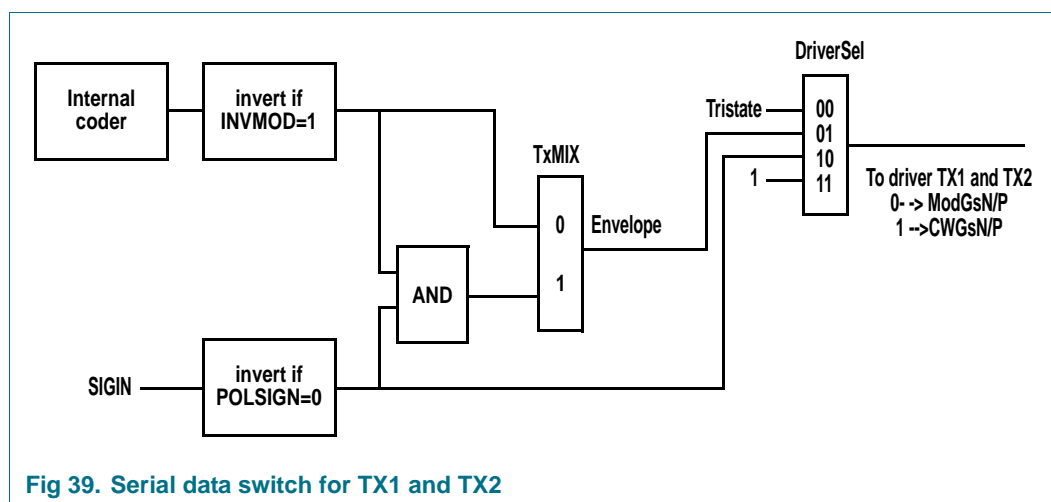 DriverSel
Internal
coder
invert if
INVMOD=1
Tristate
00
01
10
11
TxMIX
1
To driver TX1 and TX2
0- -> ModGsN/P
1 -->CWGsN/P
0
Envelope
1
AND
SIGIN
invert if
POLSIGN=0
Fig 39. Serial data switch for TX1 and TX2